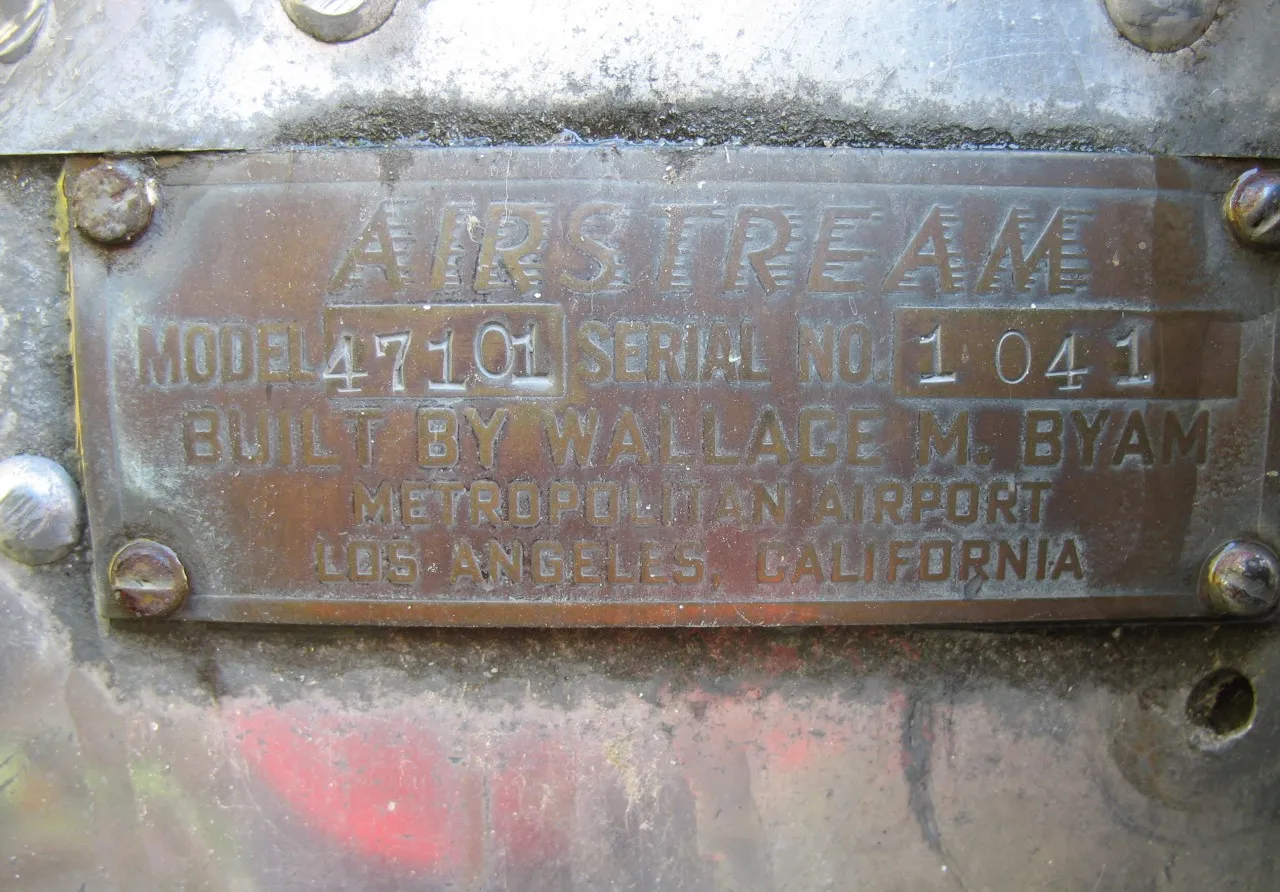 AIRSTREAM
MODEL 47101 SERIAL NO. 1041
BUILT BY WALLACE M. BYAM
METROPOLITAN AIRPORT
LOS ANGELES, CALIFORNIA